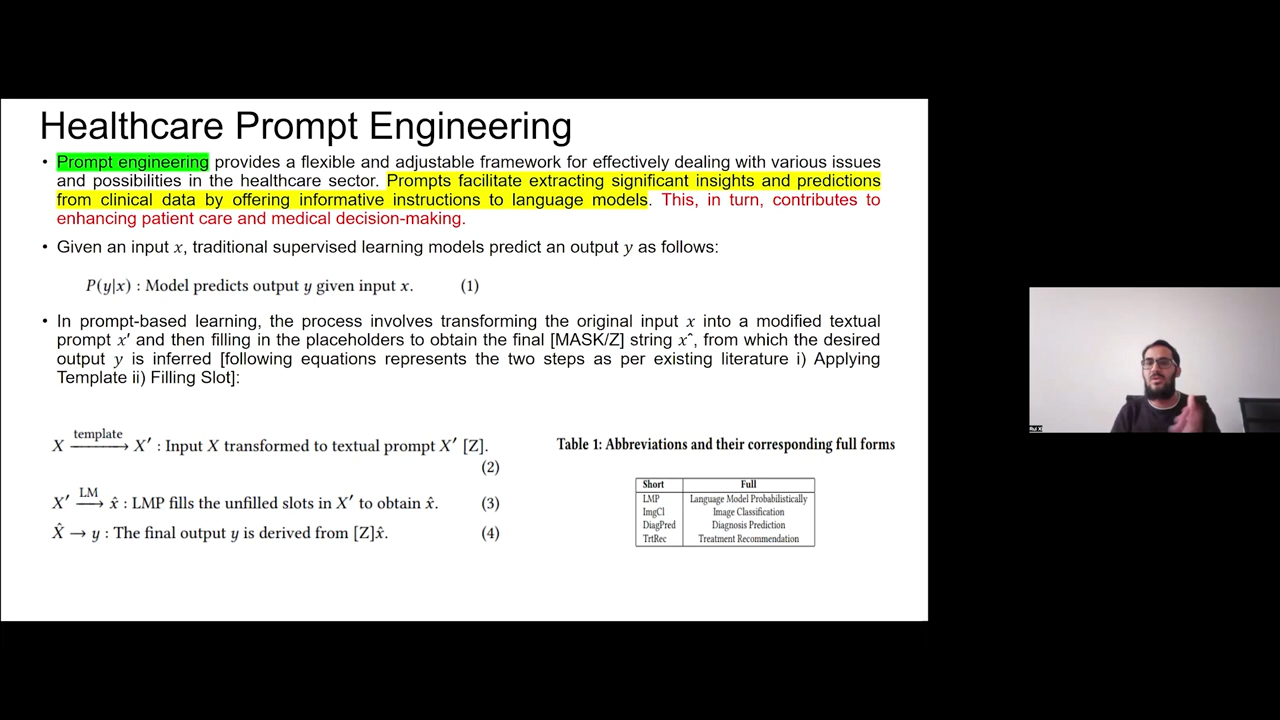 Healthcare Prompt Engineering
• Prompt engineering provides a flexible and adjustable framework for effectively dealing with various issues
and possibilities in the healthcare sector. Prompts facilitate extracting significant insights and predictions
from clinical data by offering informative instructions to language models. This, in turn, contributes to
enhancing patient care and medical decision-making.
• Given an input x, traditional supervised learning models predict an output y as follows:
P(y|x) : Model predicts output y given input x. (1)
• In prompt-based learning, the process involves transforming the original input x into a modified textual
prompt x′ and then filling in the placeholders to obtain the final [MASK/Z] string xˆ, from which the desired
output y is inferred [following equations represents the two steps as per existing literature i) Applying
Template ii) Filling Slot]:
X template→ X′ : Input X transformed to textual prompt X′ [Z].
(2)
X′ LM→ x̂ : LMP fills the unfilled slots in X′ to obtain x̂. (3)
X̂ → y : The final output y is derived from [Z]x̂. (4)
Table 1: Abbreviations and their corresponding full forms
Short Full
LMP Language Model Probabilistically
ImgCl Image Classification
DiagPred Diagnosis Prediction
TrtRec Treatment Recommendation